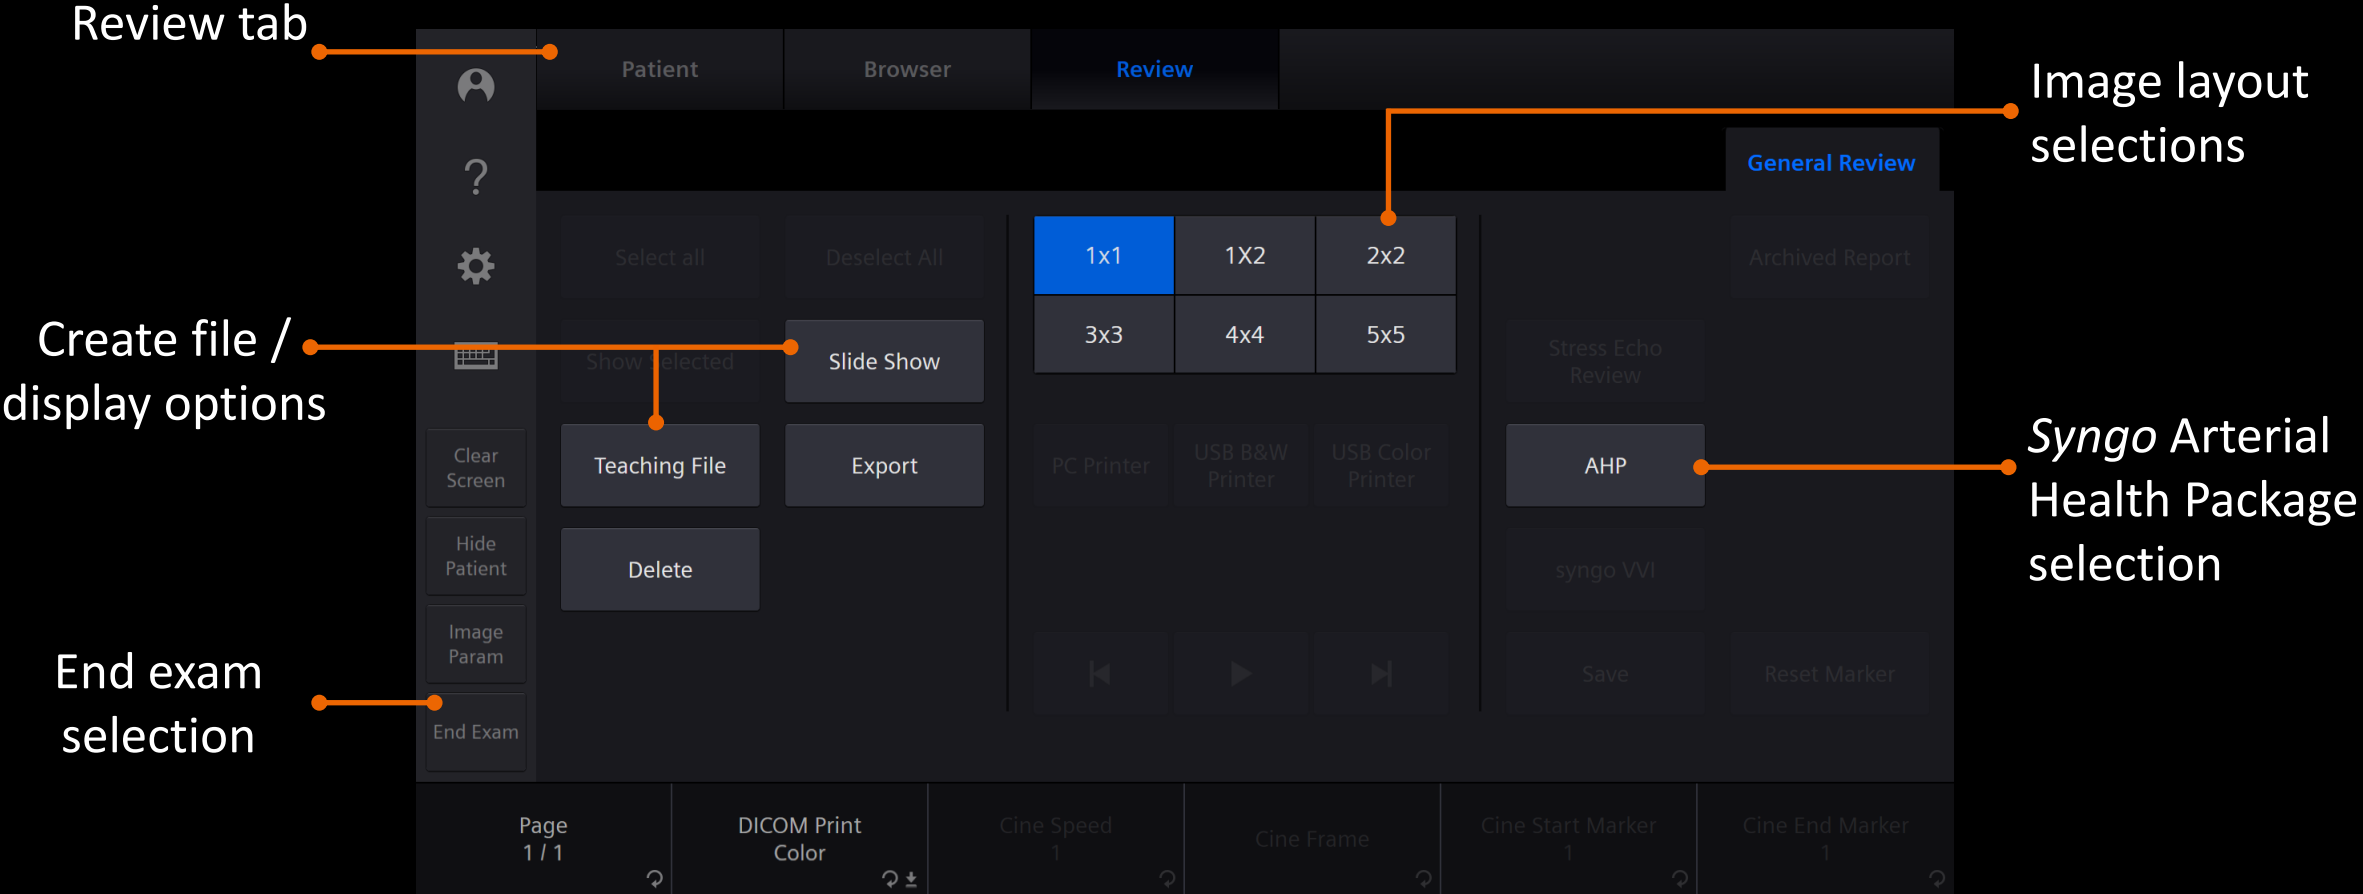 Review tab
Patient
Browser
Review
Image layout
selections
General Review
Select all
Deselect All
1x1
1X2
2x2
Archived Report
Create file /
display options
Show Selected
Slide Show
3x3
4x4
5x5
Stress Echo
Review
Clear
Screen
Teaching File
Export
PC Printer
USB B&W
Printer
USB Color
Printer
AHP
Syngo Arterial
Health Package
selection
Hide
Patient
Delete
syngo VVI
Image
Param
End exam
selection
Save
Reset Marker
End Exam
Page
1 / 1
DICOM Print
Color
Cine Speed
1
Cine Frame
Cine Start Marker
1
Cine End Marker
1